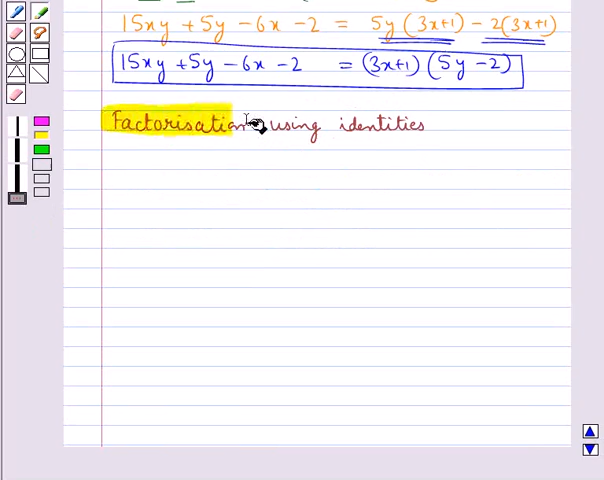 15xy + 5y - 6x - 2 = 5y (3x+1) - 2(3x+1)
15xy + 5y - 6x - 2 = (3x+1) (5y - 2)
Factorisation using identities